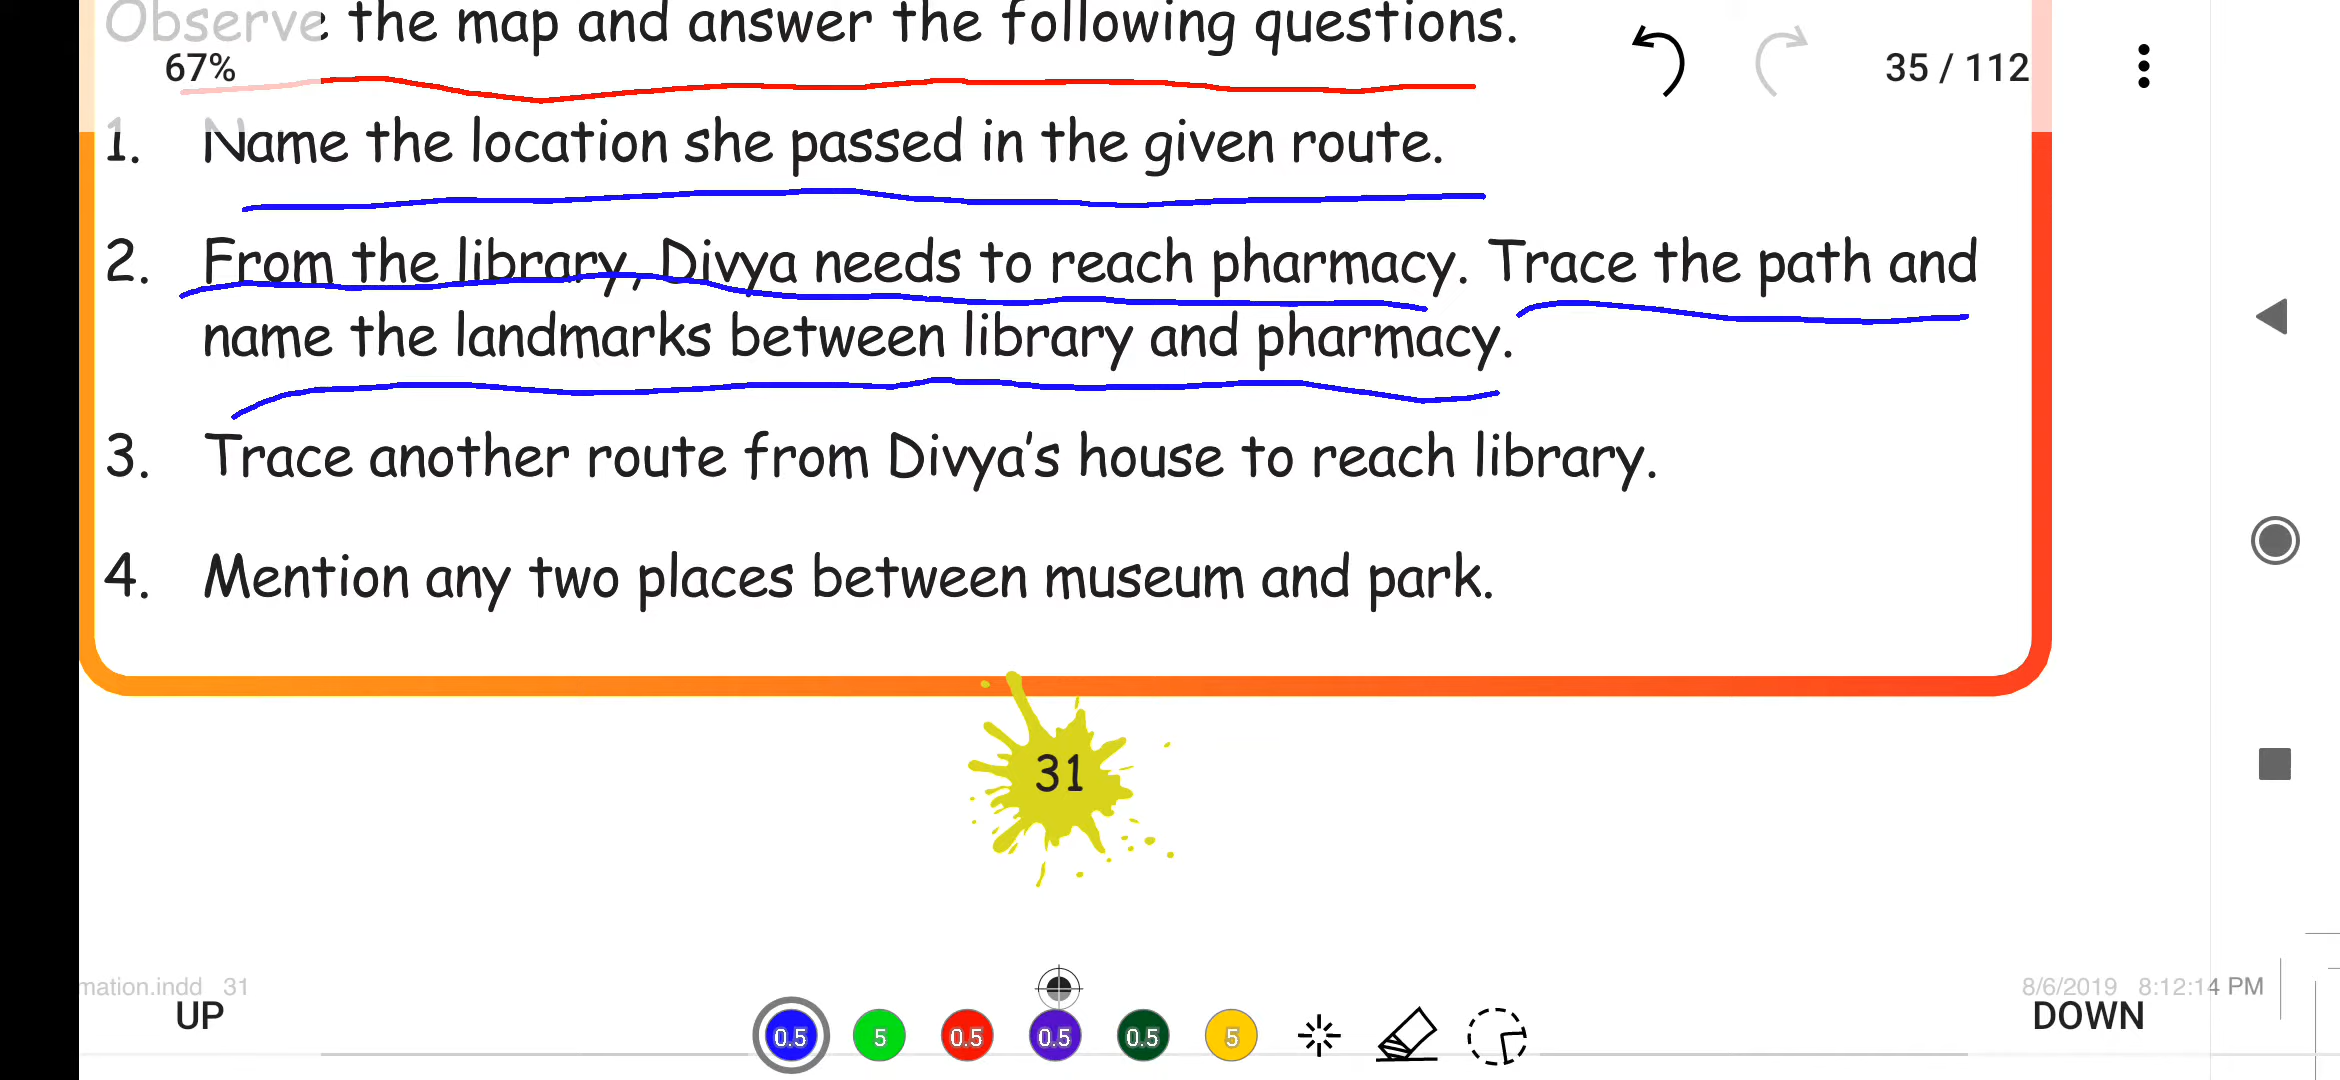 Observe the map and answer the following questions.
67%
35 / 112
1. Name the location she passed in the given route.
2. From the library, Divya needs to reach pharmacy. Trace the path and
name the landmarks between library and pharmacy.
3. Trace another route from Divya's house to reach library.
4. Mention any two places between museum and park.
31
mation.indd 31
8/6/2019 8:12:14 PM
UP
DOWN
0.5 5 0.5 0.5 0.5 5